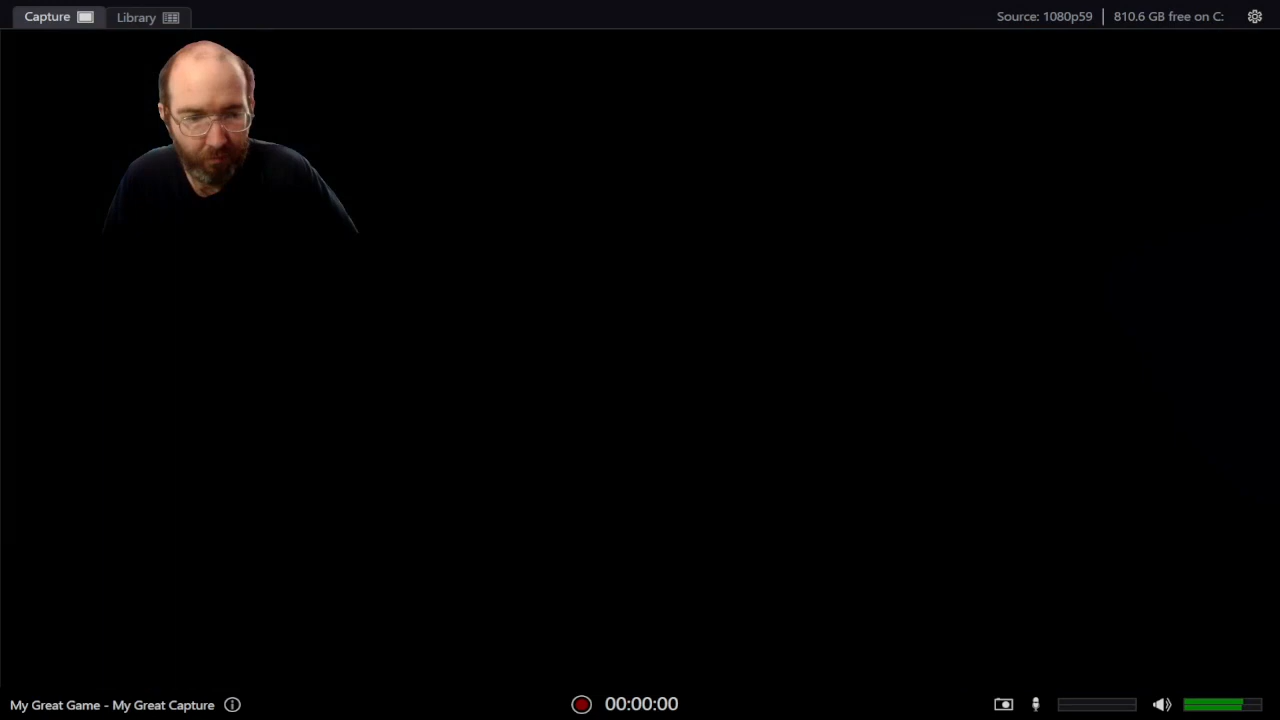 Capture
Library
Source: 1080p59
810.6 GB free on C:
My Great Game - My Great Capture
00:00:00